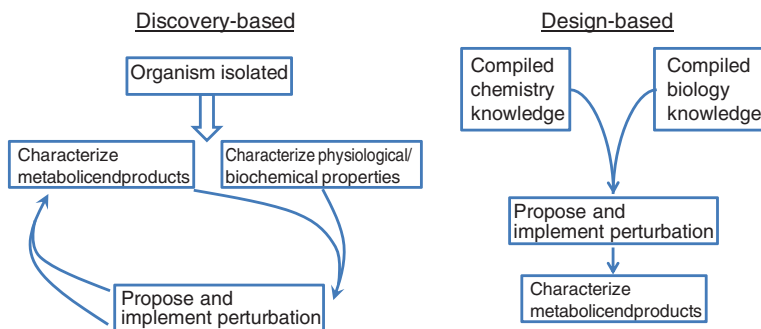 Discovery-based
Organism isolated
Characterize
metabolicendproducts
Characterize physiological/
biochemical properties
Propose and
implement perturbation
Design-based
Compiled
chemistry
knowledge
Compiled
biology
knowledge
Propose and
implement perturbation
Characterize
metabolicendproducts